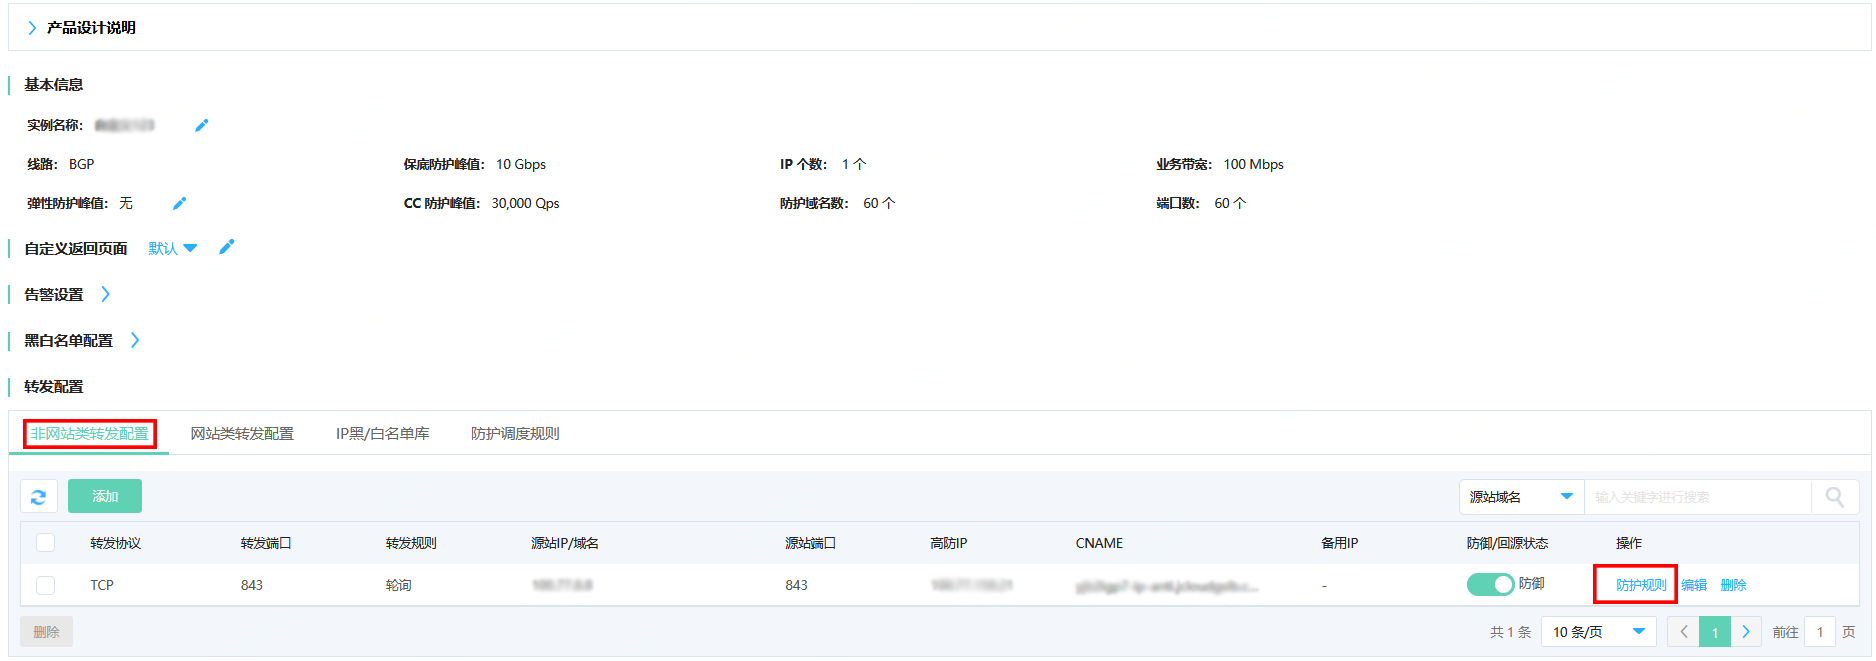 产品设计说明
基本信息
实例名称：
线路： BGP 保底防护峰值： 10 Gbps IP 个数： 1 个 业务带宽： 100 Mbps
弹性防护峰值： 无 CC 防护峰值： 30,000 Qps 防护域名数： 60 个 端口数： 60 个
自定义返回页面 默认
告警设置
黑白名单配置
转发配置
非网站类转发配置 网站类转发配置 IP黑/白名单库 防护调度规则
添加 源站域名 输入关键字进行搜索
转发协议 转发端口 转发规则 源站IP/域名 源站端口 高防IP CNAME 备用IP 防御/回源状态 操作
TCP 843 轮询 843 - 防御 防护规则 编辑 删除
删除 共 1 条 10 条/页 1 前往 1 页